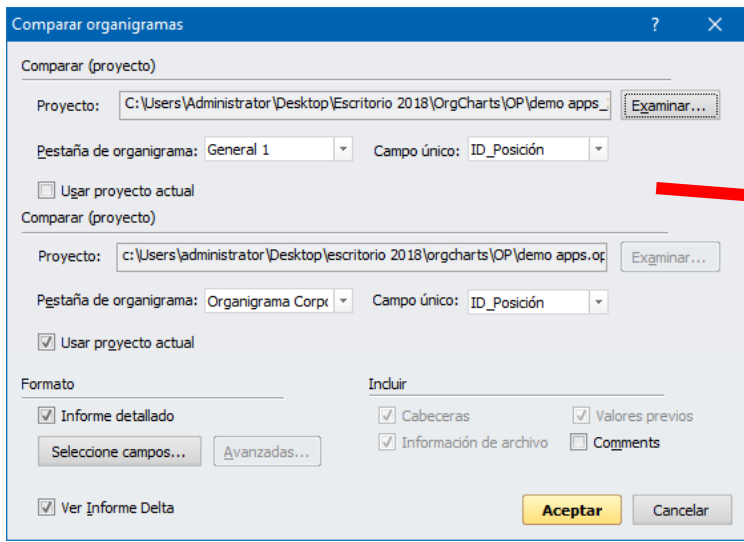 Comparar organigramas ? ✕
Comparar (proyecto)
Proyecto: C:\Users\Administrator\Desktop\Escritorio 2018\OrgCharts\OP\demo apps_ Examinar...
Pestaña de organigrama: General 1 Campo único: ID_Posición
Usar proyecto actual
Comparar (proyecto)
Proyecto: c:\Users\administrator\Desktop\escritorio 2018\orgcharts\OP\demo apps.op Examinar...
Pestaña de organigrama: Organigrama Corpo Campo único: ID_Posición
Usar proyecto actual
Formato Incluir
Informe detallado Cabeceras Valores previos
Seleccione campos... Avanzadas... Información de archivo Comments
Ver Informe Delta Aceptar Cancelar